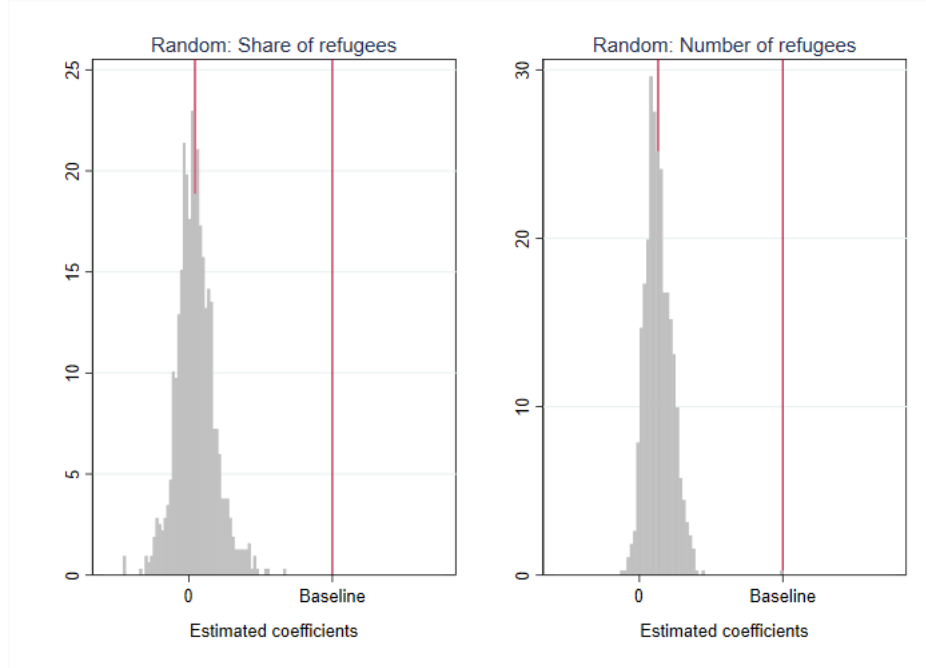 Random: Share of refugees
25
20
15
10
5
0
0 Baseline
Estimated coefficients
Random: Number of refugees
30
20
10
0
0 Baseline
Estimated coefficients